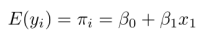 E(yᵢ) = πᵢ = β₀ + β₁x₁